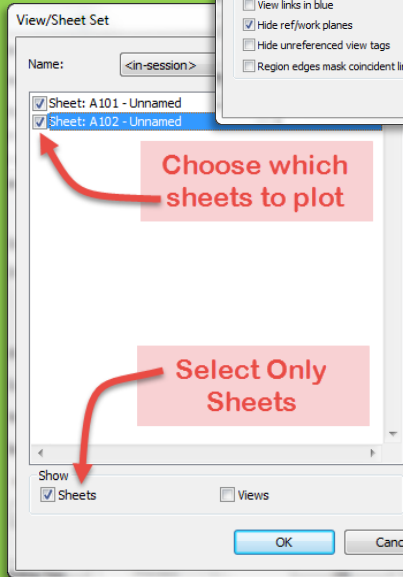 View/Sheet Set
View links in blue
Hide ref/work planes
Hide unreferenced view tags
Region edges mask coincident li
Name:
<in-session>
Sheet: A101 - Unnamed
Sheet: A102 - Unnamed
Choose which
sheets to plot
Select Only
Sheets
Show
Sheets
Views
OK
Canc